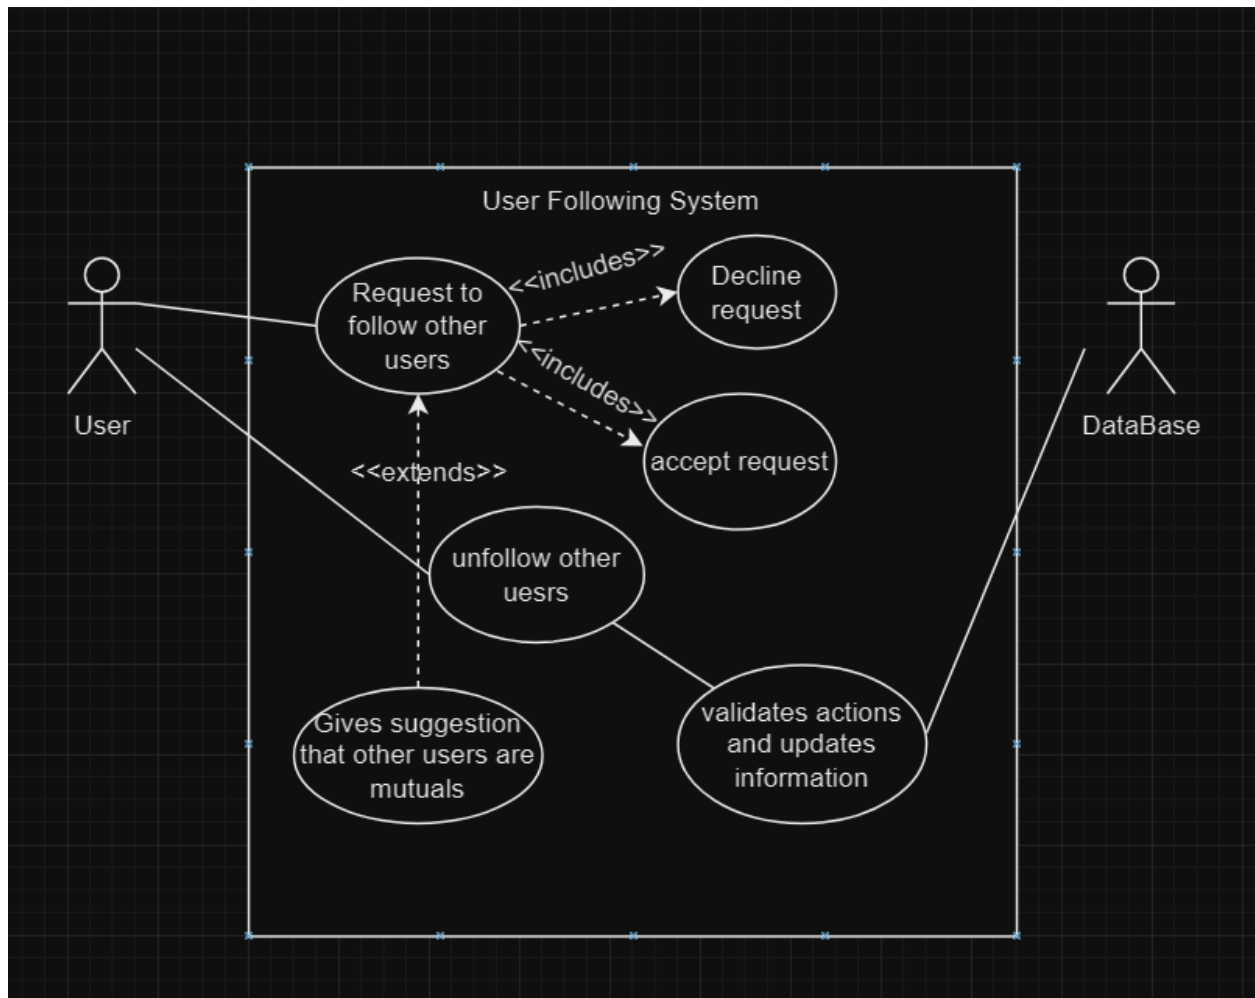 User Following System
<<includes>>
Decline
request
Request to
follow other
users
<<includes>>
accept request
User
DataBase
<<extends>>
unfollow other
uesrs
Gives suggestion
that other users are
mutuals
validates actions
and updates
information